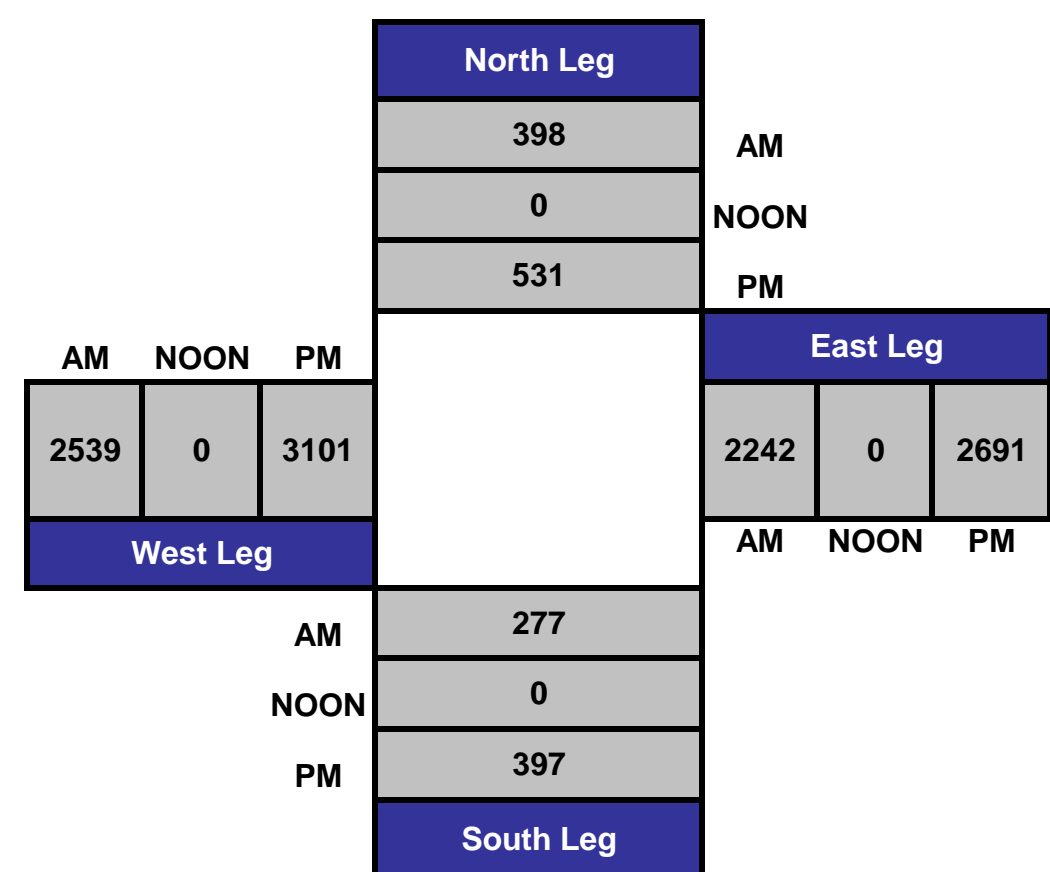 North Leg
398 AM
0 NOON
531 PM
East Leg
AM NOON PM
2539 0 3101
2242 0 2691
West Leg
AM NOON PM
AM 277
NOON 0
PM 397
South Leg